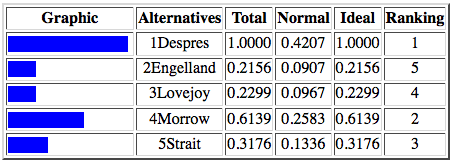 Graphic Alternatives Total Normal Ideal Ranking
1Despres 1.0000 0.4207 1.0000 1
2Engelland 0.2156 0.0907 0.2156 5
3Lovejoy 0.2299 0.0967 0.2299 4
4Morrow 0.6139 0.2583 0.6139 2
5Strait 0.3176 0.1336 0.3176 3